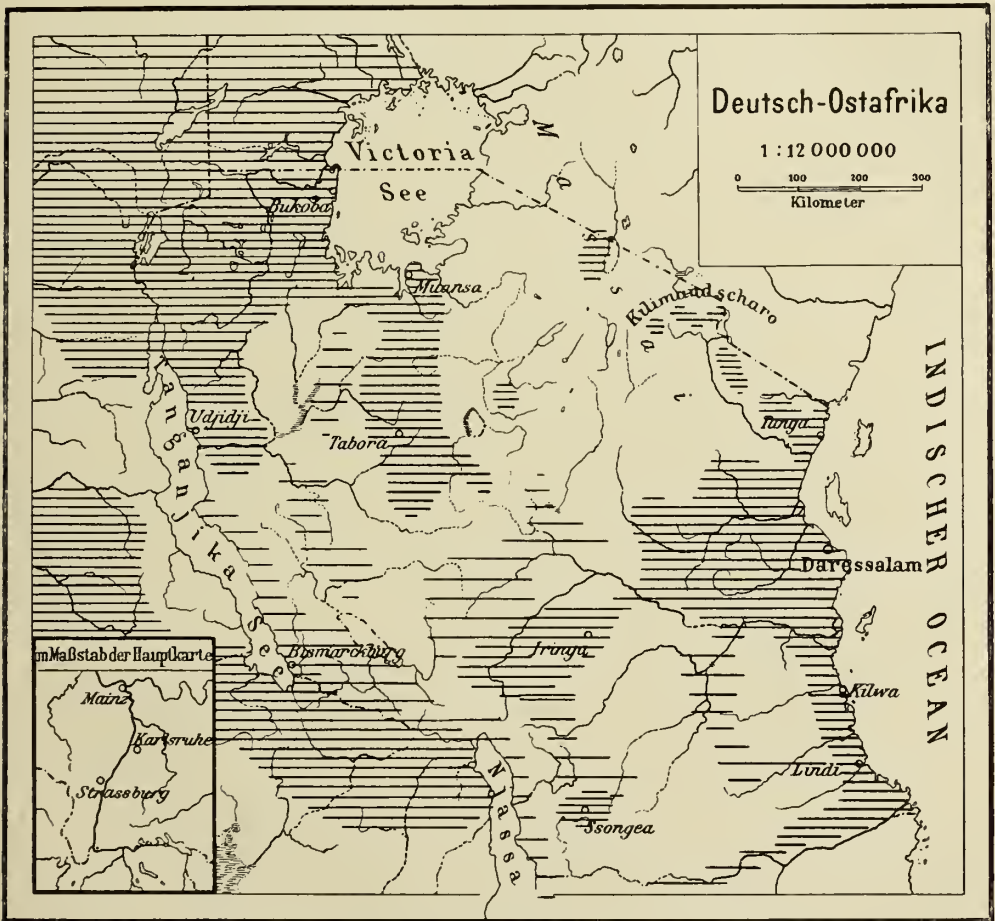 Deutsch-Ostafrika
1 : 12 000 000
0 100 200 300
Kilometer
Victoria
See
Massai
Bukoba
Muansa
Kilimandscharo
Udjidji
Tabora
Tanga
Tanganjika See
Daressalam
INDISCHER OCEAN
Bismarckburg
Iringa
Kilwa
Lindi
Njassa
Ssongea
im Maßstab der Hauptkarte
Mainz
Karlsruhe
Strassburg